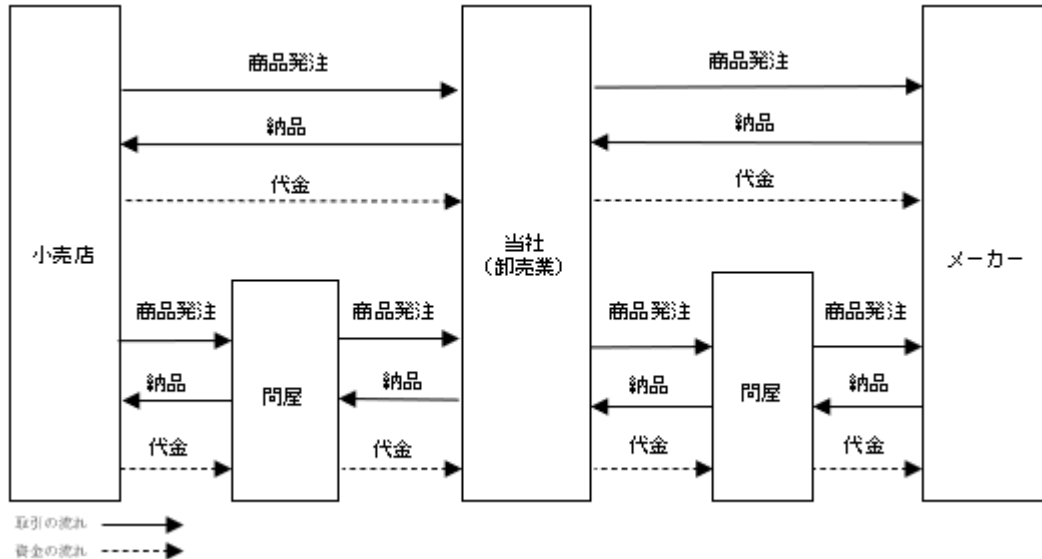 商品発注
商品発注
納品
納品
代金
代金
小売店
当社
（卸売業）
メーカー
商品発注
商品発注
商品発注
商品発注
問屋
問屋
納品
納品
納品
納品
代金
代金
代金
代金
取引の流れ
資金の流れ